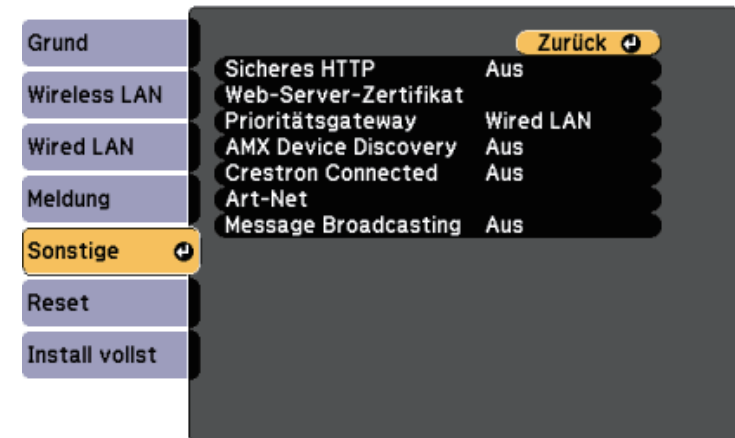 Grund
Wireless LAN
Wired LAN
Meldung
Sonstige
Reset
Install vollst
Zurück
Sicheres HTTP Aus
Web-Server-Zertifikat
Prioritätsgateway Wired LAN
AMX Device Discovery Aus
Crestron Connected Aus
Art-Net
Message Broadcasting Aus